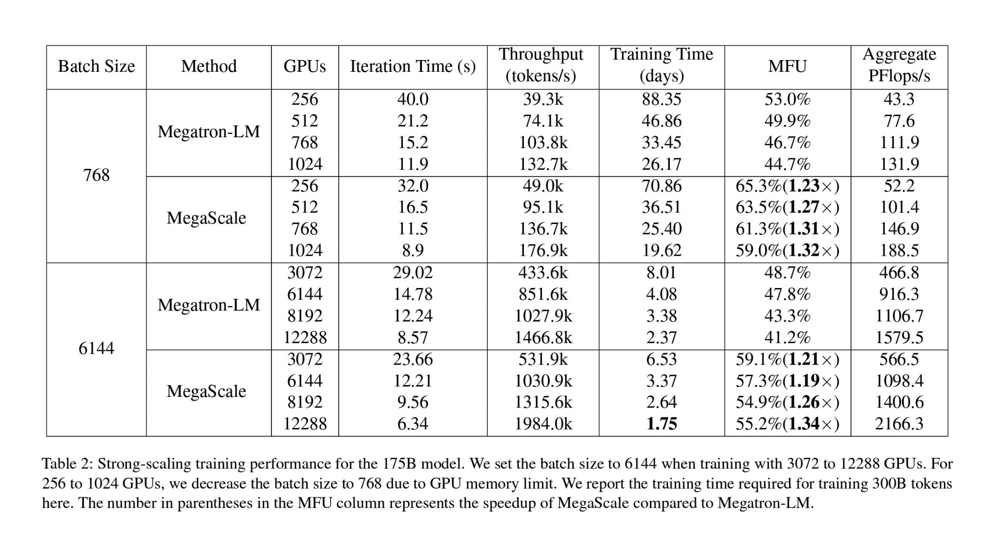 Batch Size Method GPUs Iteration Time (s) Throughput (tokens/s) Training Time (days) MFU Aggregate PFlops/s
768 Megatron-LM 256 40.0 39.3k 88.35 53.0% 43.3
512 21.2 74.1k 46.86 49.9% 77.6
768 15.2 103.8k 33.45 46.7% 111.9
1024 11.9 132.7k 26.17 44.7% 131.9
MegaScale 256 32.0 49.0k 70.86 65.3%(1.23×) 52.2
512 16.5 95.1k 36.51 63.5%(1.27×) 101.4
768 11.5 136.7k 25.40 61.3%(1.31×) 146.9
1024 8.9 176.9k 19.62 59.0%(1.32×) 188.5
6144 Megatron-LM 3072 29.02 433.6k 8.01 48.7% 466.8
6144 14.78 851.6k 4.08 47.8% 916.3
8192 12.24 1027.9k 3.38 43.3% 1106.7
12288 8.57 1466.8k 2.37 41.2% 1579.5
MegaScale 3072 23.66 531.9k 6.53 59.1%(1.21×) 566.5
6144 12.21 1030.9k 3.37 57.3%(1.19×) 1098.4
8192 9.56 1315.6k 2.64 54.9%(1.26×) 1400.6
12288 6.34 1984.0k 1.75 55.2%(1.34×) 2166.3
Table 2: Strong-scaling training performance for the 175B model. We set the batch size to 6144 when training with 3072 to 12288 GPUs. For
256 to 1024 GPUs, we decrease the batch size to 768 due to GPU memory limit. We report the training time required for training 300B tokens
here. The number in parentheses in the MFU column represents the speedup of MegaScale compared to Megatron-LM.